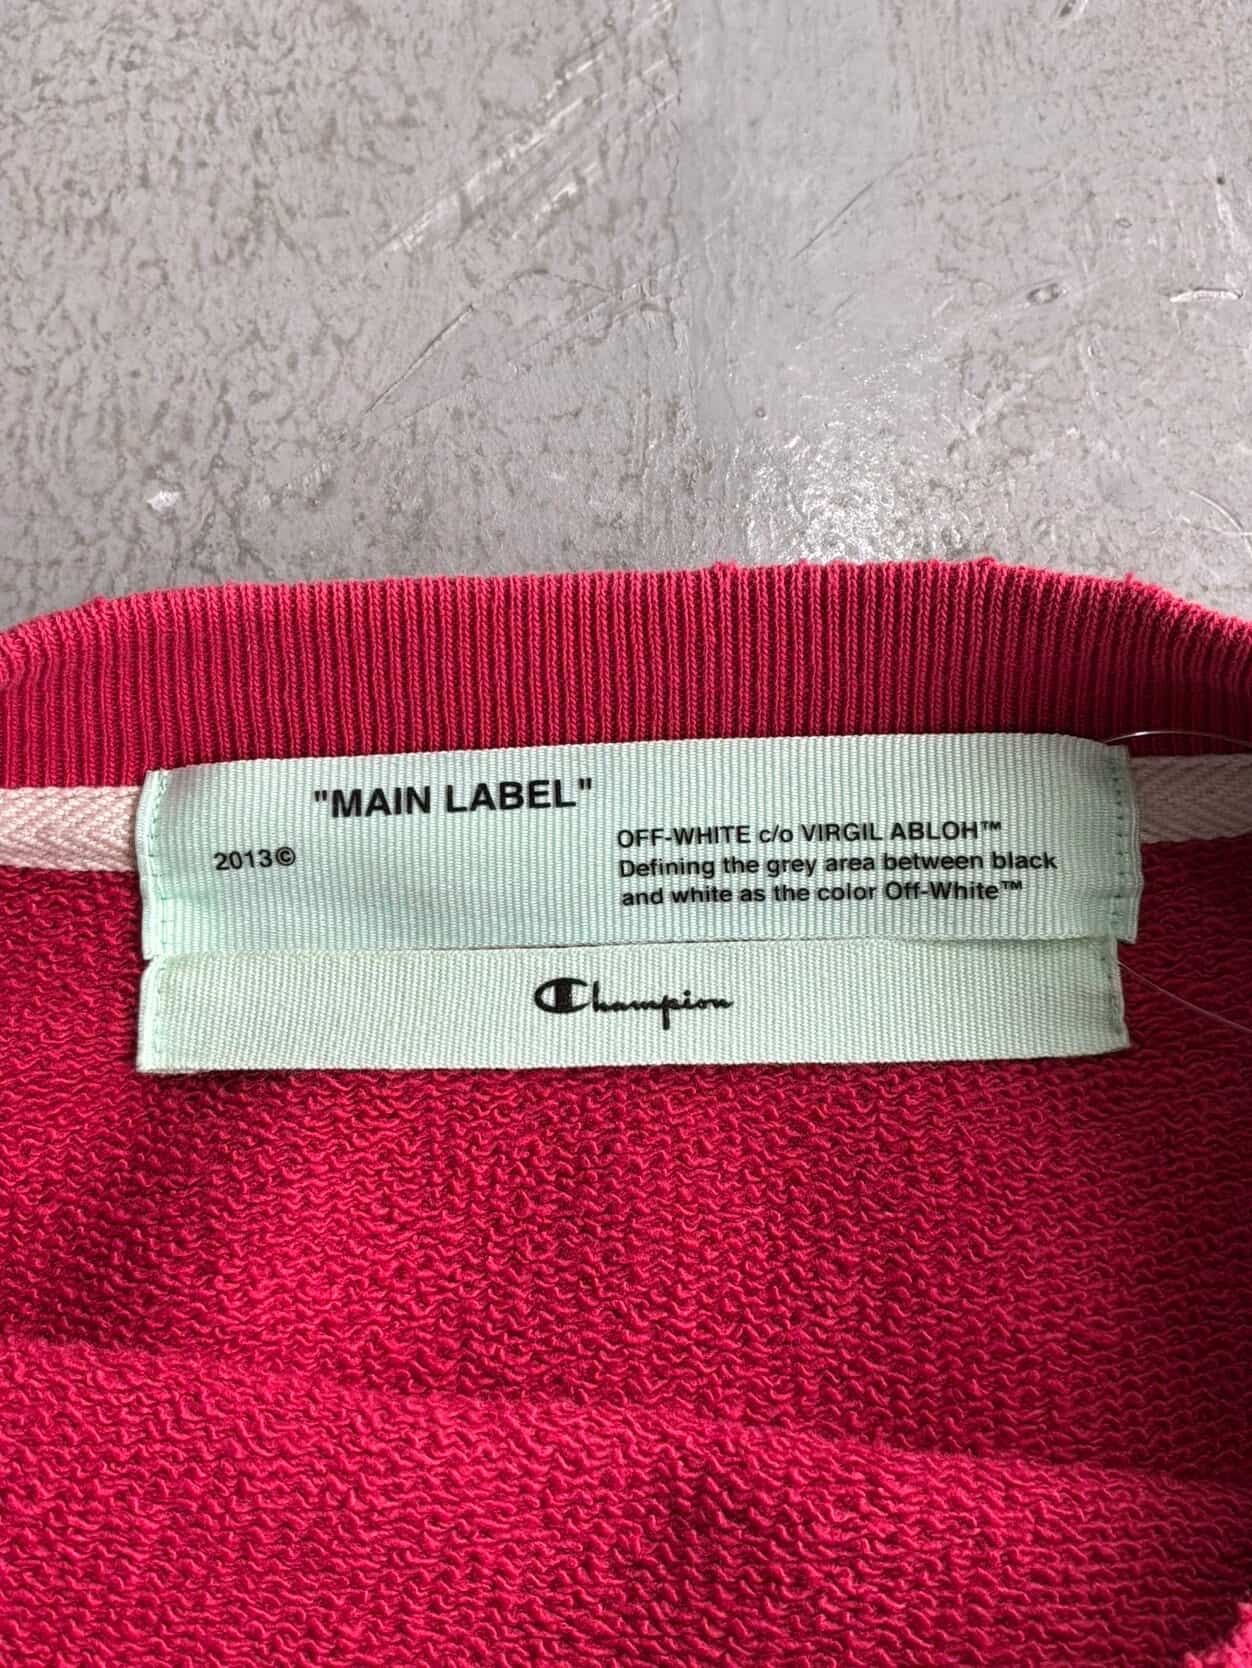 "MAIN LABEL"
2013©
OFF-WHITE c/o VIRGIL ABLOH™
Defining the grey area between black
and white as the color Off-White™
Champion